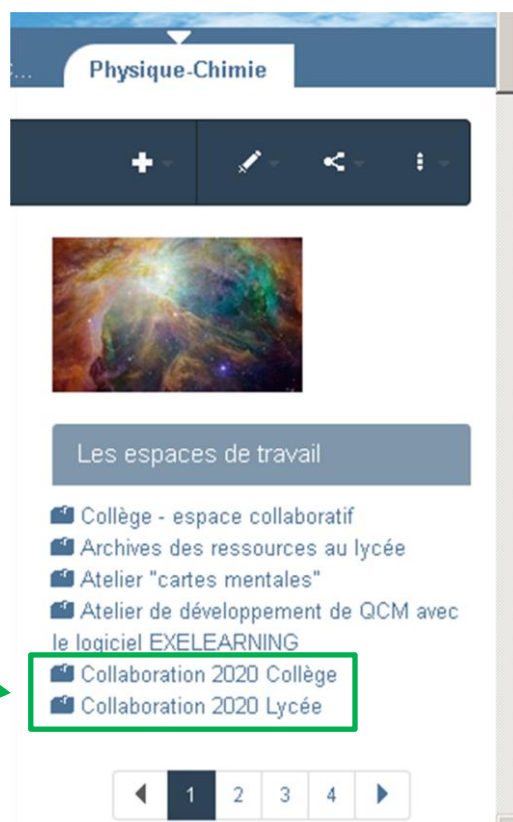 Physique-Chimie
Les espaces de travail
Collège - espace collaboratif
Archives des ressources au lycée
Atelier "cartes mentales"
Atelier de développement de QCM avec
le logiciel EXELEARNING
Collaboration 2020 Collège
Collaboration 2020 Lycée
1 2 3 4